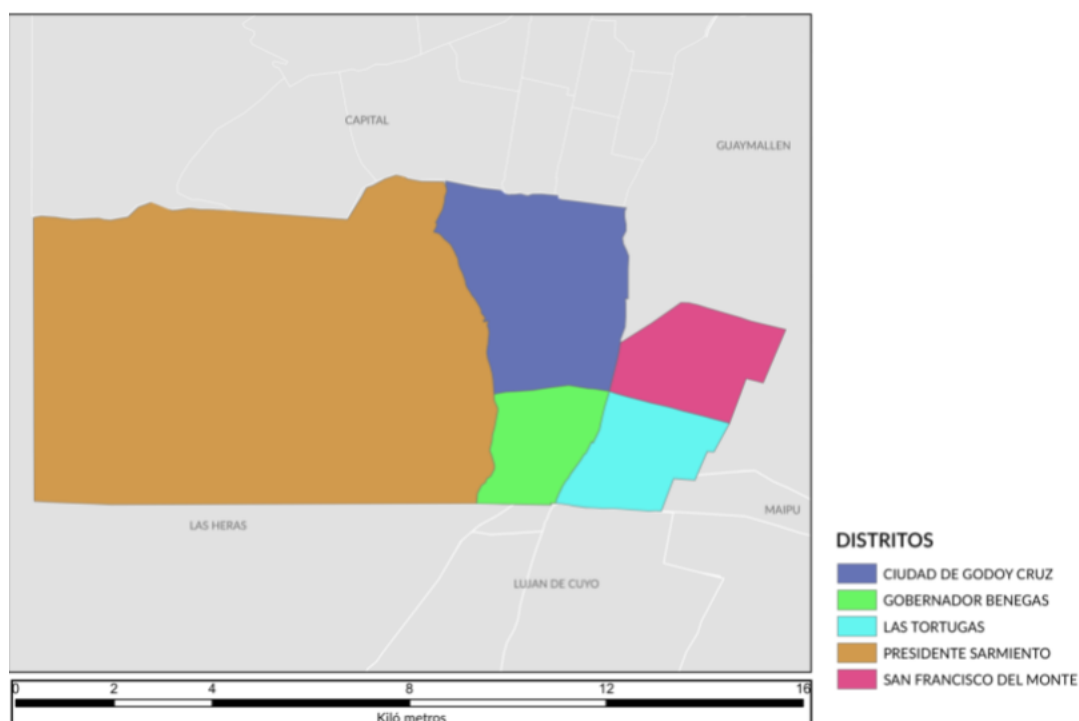 CAPITAL
GUAYMALLEN
LAS HERAS
MAIPU
LUJAN DE CUYO
DISTRITOS
CIUDAD DE GODOY CRUZ
GOBERNADOR BENEGAS
LAS TORTUGAS
PRESIDENTE SARMIENTO
SAN FRANCISCO DEL MONTE
0 2 4 8 12 16
Kiló metros